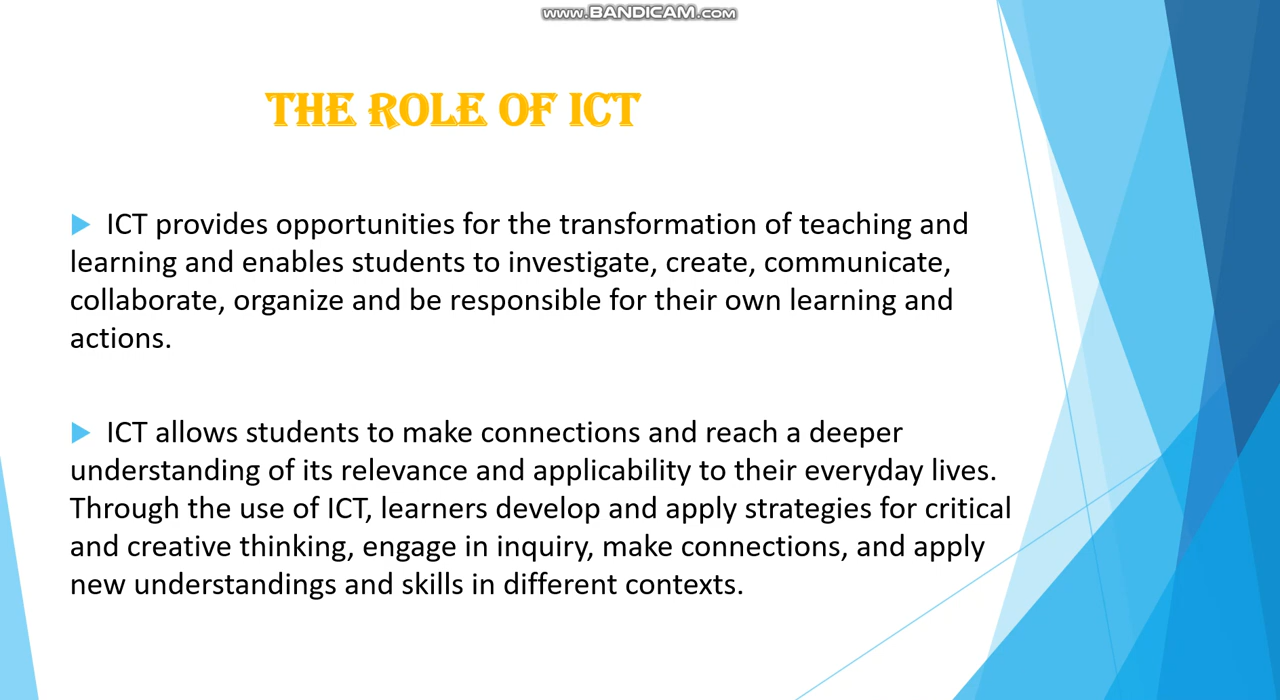 www.BANDICAM.com
THE ROLE OF ICT
ICT provides opportunities for the transformation of teaching and
learning and enables students to investigate, create, communicate,
collaborate, organize and be responsible for their own learning and
actions.
ICT allows students to make connections and reach a deeper
understanding of its relevance and applicability to their everyday lives.
Through the use of ICT, learners develop and apply strategies for critical
and creative thinking, engage in inquiry, make connections, and apply
new understandings and skills in different contexts.